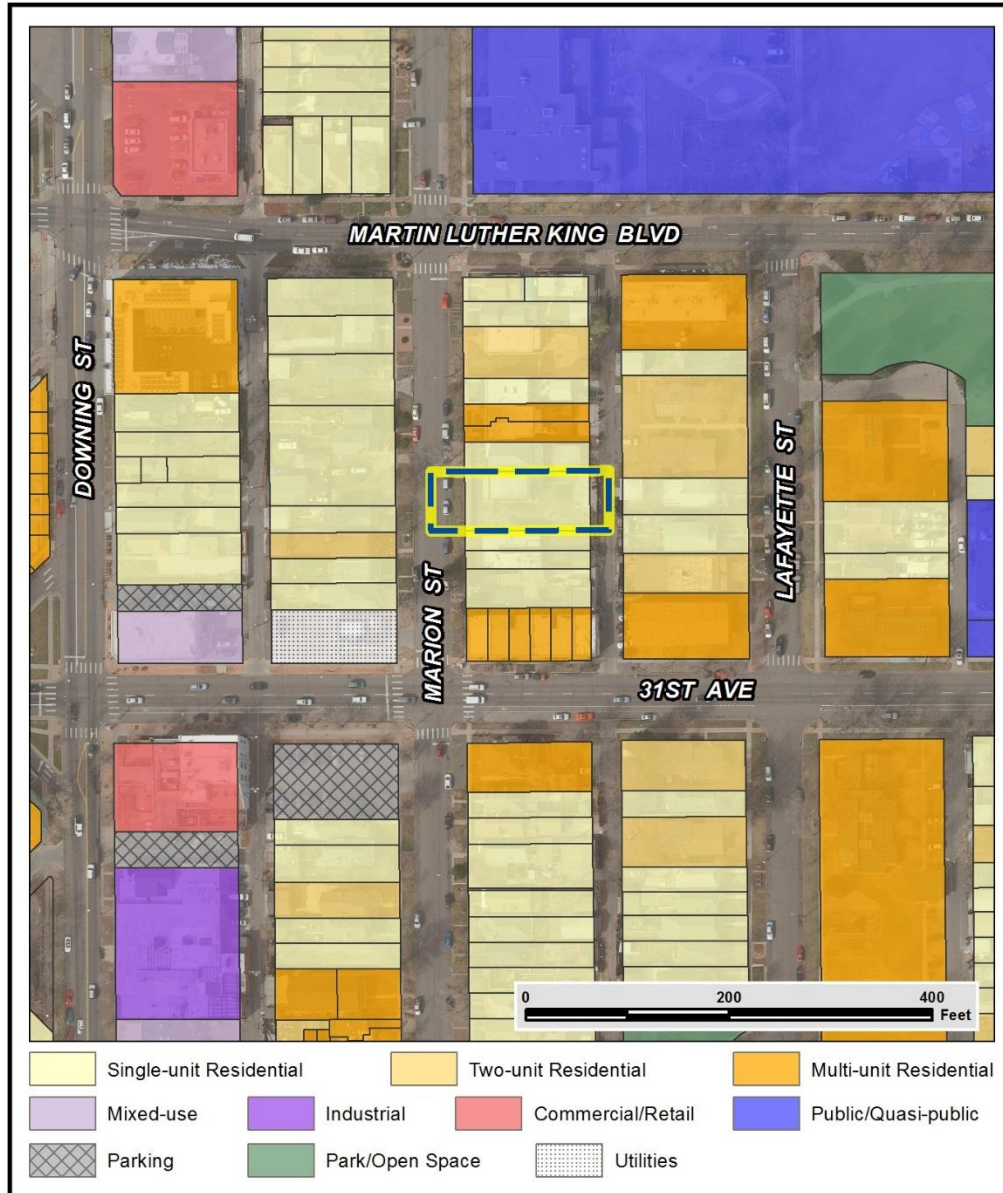 MARTIN LUTHER KING BLVD
DOWNING ST
LAFAYETTE ST
MARION ST
31ST AVE
0 200 400
Feet
Single-unit Residential Two-unit Residential Multi-unit Residential
Mixed-use Industrial Commercial/Retail Public/Quasi-public
Parking Park/Open Space Utilities